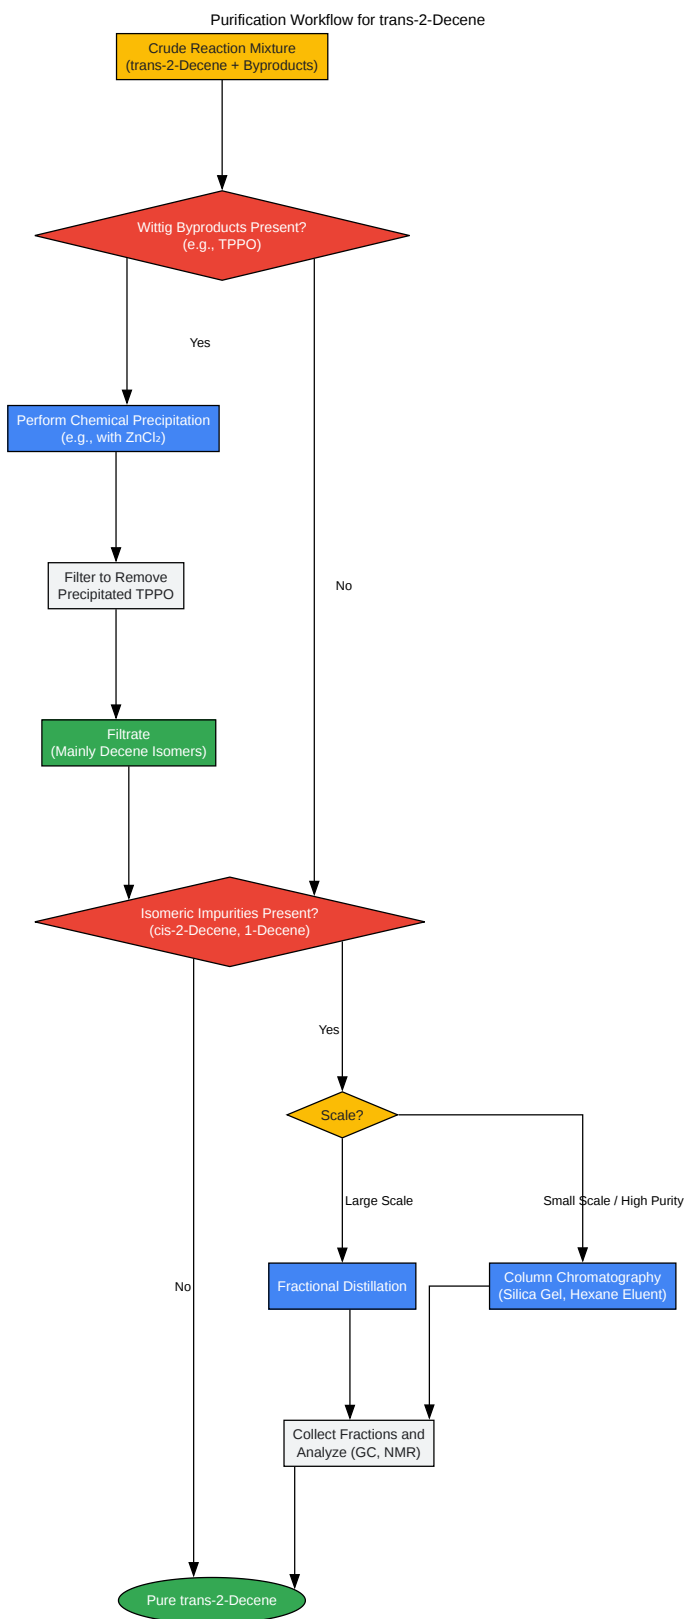 Purification Workflow for trans-2-Decene
Crude Reaction Mixture
(trans-2-Decene + Byproducts)
Wittig Byproducts Present?
(e.g., TPPO)
Yes
Perform Chemical Precipitation
(e.g., with ZnCl₂)
Filter to Remove
Precipitated TPPO
No
Filtrate
(Mainly Decene Isomers)
Isomeric Impurities Present?
(cis-2-Decene, 1-Decene)
Yes
Scale?
Large Scale
Small Scale / High Purity
No
Fractional Distillation
Column Chromatography
(Silica Gel, Hexane Eluent)
Collect Fractions and
Analyze (GC, NMR)
Pure trans-2-Decene